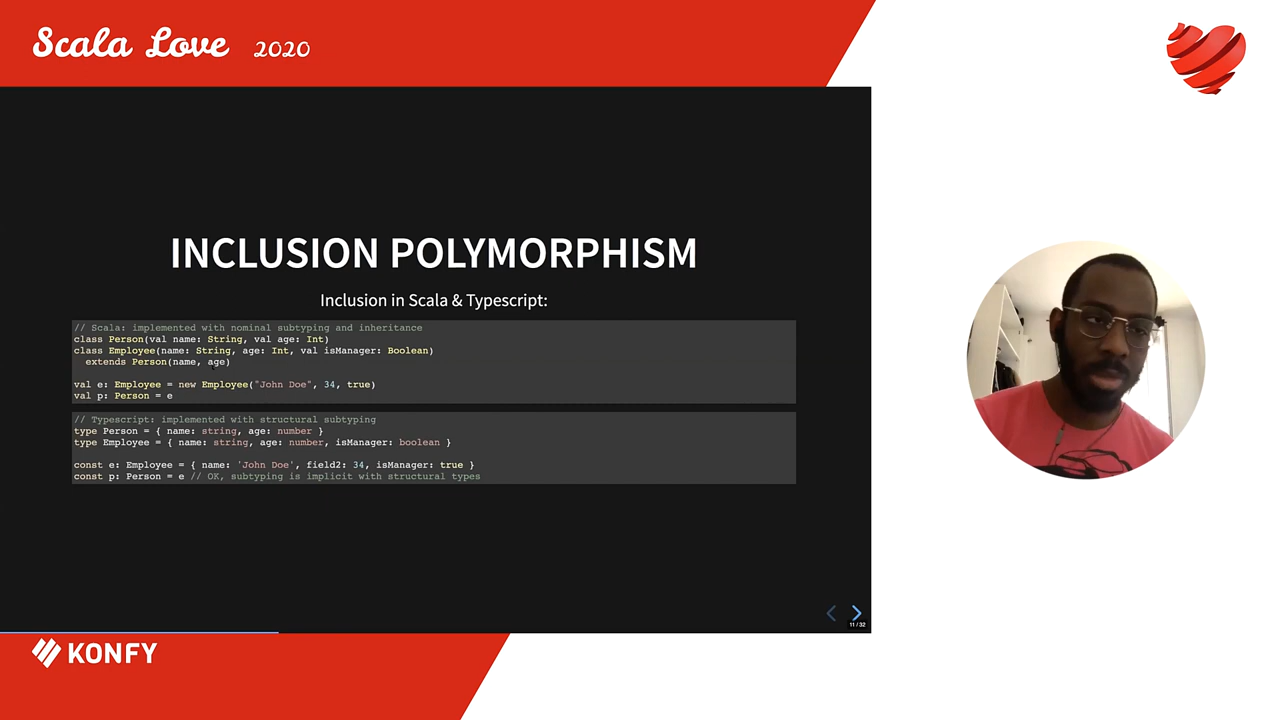 Scala Love 2020
INCLUSION POLYMORPHISM
Inclusion in Scala & Typescript:
// Scala: implemented with nominal subtyping and inheritance
class Person(val name: String, val age: Int)
class Employee(name: String, age: Int, val isManager: Boolean)
  extends Person(name, age)
val e: Employee = new Employee("John Doe", 34, true)
val p: Person = e
// Typescript: implemented with structural subtyping
type Person = { name: string, age: number }
type Employee = { name: string, age: number, isManager: boolean }
const e: Employee = { name: 'John Doe', field2: 34, isManager: true }
const p: Person = e // OK, subtyping is implicit with structural types
11 / 32
KONFY